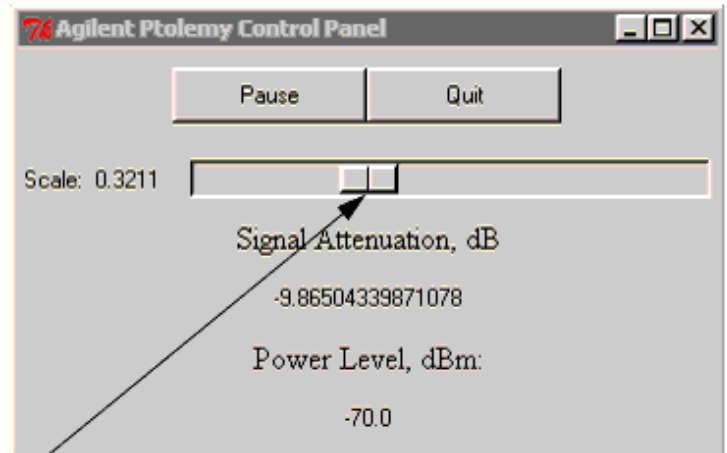 Agilent Ptolemy Control Panel
Pause Quit
Scale: 0.3211
Signal Attenuation, dB
-9.86504339871078
Power Level, dBm:
-70.0